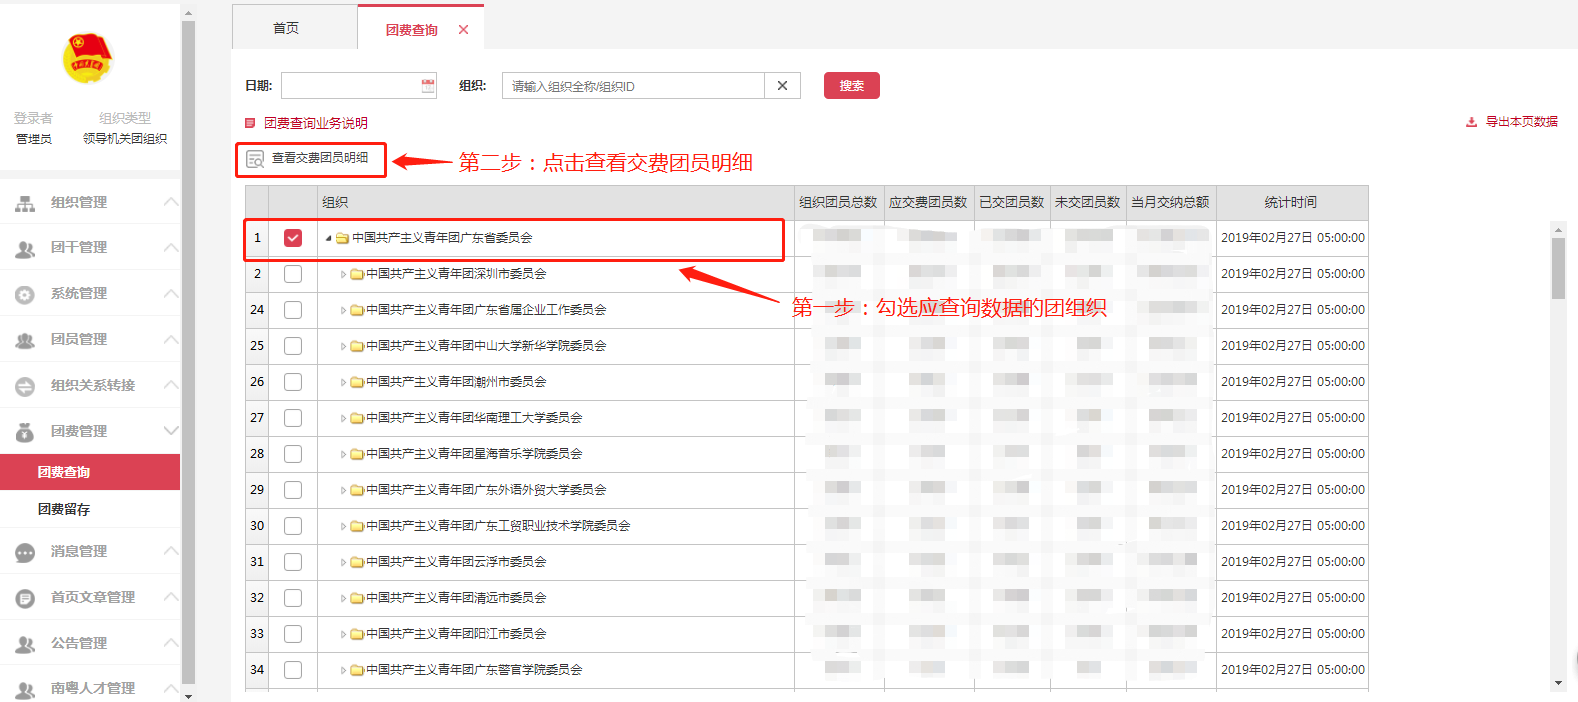 首页
团费查询
日期:
组织:
请输入组织全称/组织ID
搜索
团费查询业务说明
导出本页数据
查看交费团员明细
第二步：点击查看交费团员明细
登录者
组织类型
管理员
领导机关团组织
组织管理
团干管理
系统管理
团员管理
组织关系转接
团费管理
团费查询
团费留存
消息管理
首页文章管理
公告管理
南粤人才管理
组织 组织团员总数 应交费团员数 已交团员数 未交团员数 当月交纳总额 统计时间
1 中国共产主义青年团广东省委员会 2019年02月27日 05:00:00
2 中国共产主义青年团深圳市委员会 2019年02月27日 05:00:00
第一步：勾选应查询数据的团组织
24 中国共产主义青年团广东省属企业工作委员会 2019年02月27日 05:00:00
25 中国共产主义青年团中山大学新华学院委员会 2019年02月27日 05:00:00
26 中国共产主义青年团潮州市委员会 2019年02月27日 05:00:00
27 中国共产主义青年团华南理工大学委员会 2019年02月27日 05:00:00
28 中国共产主义青年团星海音乐学院委员会 2019年02月27日 05:00:00
29 中国共产主义青年团广东外语外贸大学委员会 2019年02月27日 05:00:00
30 中国共产主义青年团广东工贸职业技术学院委员会 2019年02月27日 05:00:00
31 中国共产主义青年团云浮市委员会 2019年02月27日 05:00:00
32 中国共产主义青年团清远市委员会 2019年02月27日 05:00:00
33 中国共产主义青年团阳江市委员会 2019年02月27日 05:00:00
34 中国共产主义青年团广东警官学院委员会 2019年02月27日 05:00:00